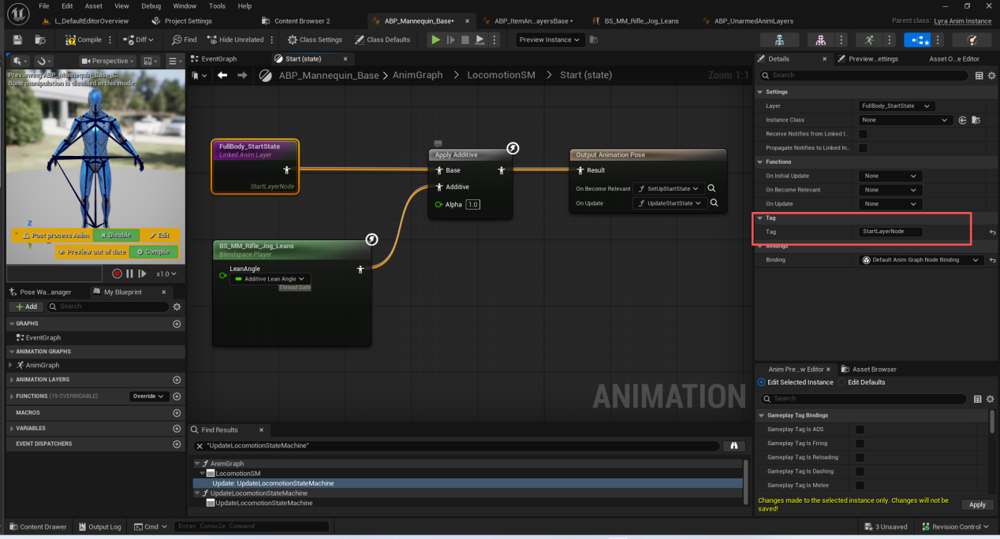 File Edit Asset View Debug Window Tools Help
L_DefaultEditorOverview Project Settings Content Browser 2 ABP_Mannequin_Base* ABP_ItemAn_ayersBase* BS_MM_Rifle_Jog_Leans ABP_UnarmedAnimLayers Parent class: Lyra Anim Instance
Compile Diff Find Hide Unrelated Class Settings Class Defaults Preview Instance
Perspective
Previewing ABP_Mannequin_Base_C.
Bone manipulation is disabled in this mode.
Z
Y
Post process Anim: Disable Edit
Preview out of date Compile
x1.0
Pose Wa...anager My Blueprint
Add Search
GRAPHS
EventGraph
ANIMATION GRAPHS
AnimGraph
ANIMATION LAYERS
FUNCTIONS (19 OVERRIDABLE) Override
MACROS
VARIABLES
EVENT DISPATCHERS
EventGraph Start (state)
ABP_Mannequin_Base > AnimGraph > LocomotionSM > Start (state) Zoom 1:1
FullBody_StartState
Linked Anim Layer
StartLayerNode
Apply Additive
Base
Additive
Alpha 1.0
Output Animation Pose
Result
On Become Relevant SetUpStartState
On Update UpdateStartState
BS_MM_Rifle_Jog_Leans
Blendspace Player
LeanAngle
Additive Lean Angle
Thread Safe
ANIMATION
Find Results
"UpdateLocomotionStateMachine"
AnimGraph
LocomotionSM
Update: UpdateLocomotionStateMachine
UpdateLocomotionStateMachine
UpdateLocomotionStateMachine
Details Preview...ettings Asset O...e Editor
Search
Settings
Layer FullBody_StartState
Instance Class None
Receive Notifies from Linked I...
Propagate Notifies to Linked In...
Functions
On Initial Update None
On Become Relevant None
On Update None
Tag
Tag StartLayerNode
Bindings
Binding Default Anim Graph Node Binding
Anim Pre...w Editor Asset Browser
Edit Selected Instance Edit Defaults
Search
Gameplay Tag Bindings
Gameplay Tag Is ADS
Gameplay Tag Is Firing
Gameplay Tag Is Reloading
Gameplay Tag Is Dashing
Gameplay Tag Is Melee
Changes made to the selected instance only. Changes will not be
saved!
Apply
Content Drawer Output Log Cmd Enter Console Command 3 Unsaved Revision Control